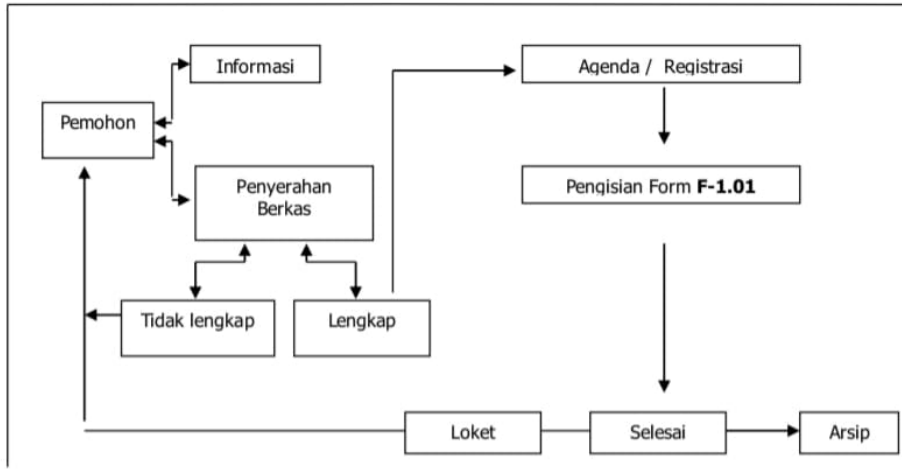 Informasi
Agenda / Registrasi
Pemohon
Penyerahan
Berkas
Pengisian Form F-1.01
Tidak lengkap
Lengkap
Loket
Selesai
Arsip